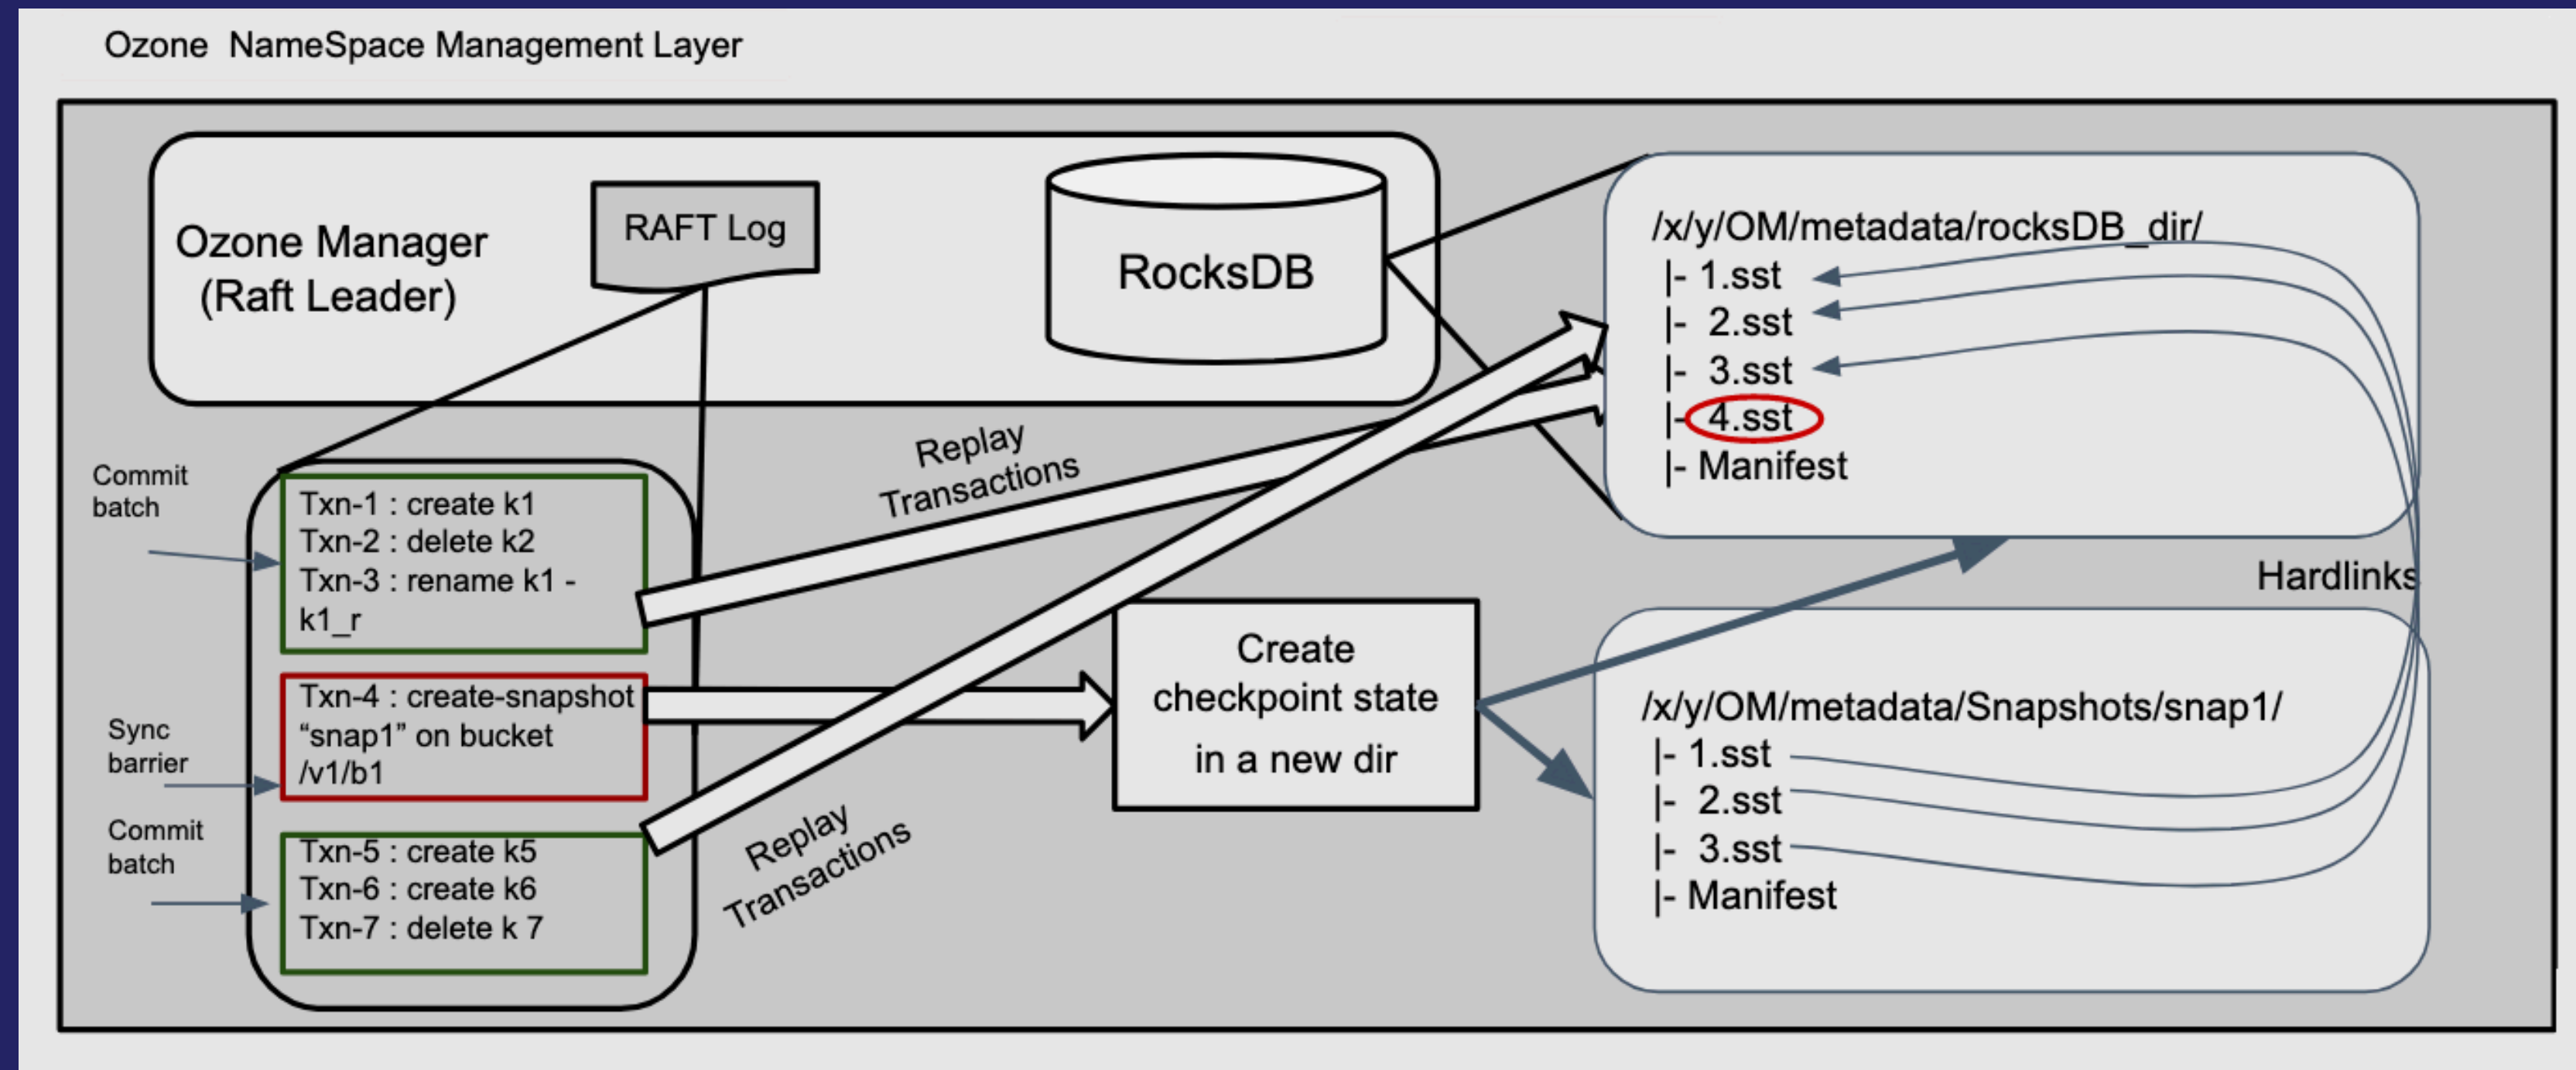 Ozone  NameSpace Management Layer
Ozone Manager
(Raft Leader)
RAFT Log
RocksDB
/x/y/OM/metadata/rocksDB_dir/
|- 1.sst
|-  2.sst
|-  3.sst
|- 4.sst
|- Manifest
Replay
Transactions
Commit
batch
Txn-1 : create k1
Txn-2 : delete k2
Txn-3 : rename k1 -
k1_r
Sync
barrier
Txn-4 : create-snapshot
“snap1” on bucket
/v1/b1
Commit
batch
Txn-5 : create k5
Txn-6 : create k6
Txn-7 : delete k 7
Replay
Transactions
Create
checkpoint state
in a new dir
Hardlinks
/x/y/OM/metadata/Snapshots/snap1/
|- 1.sst
|-  2.sst
|-  3.sst
|- Manifest